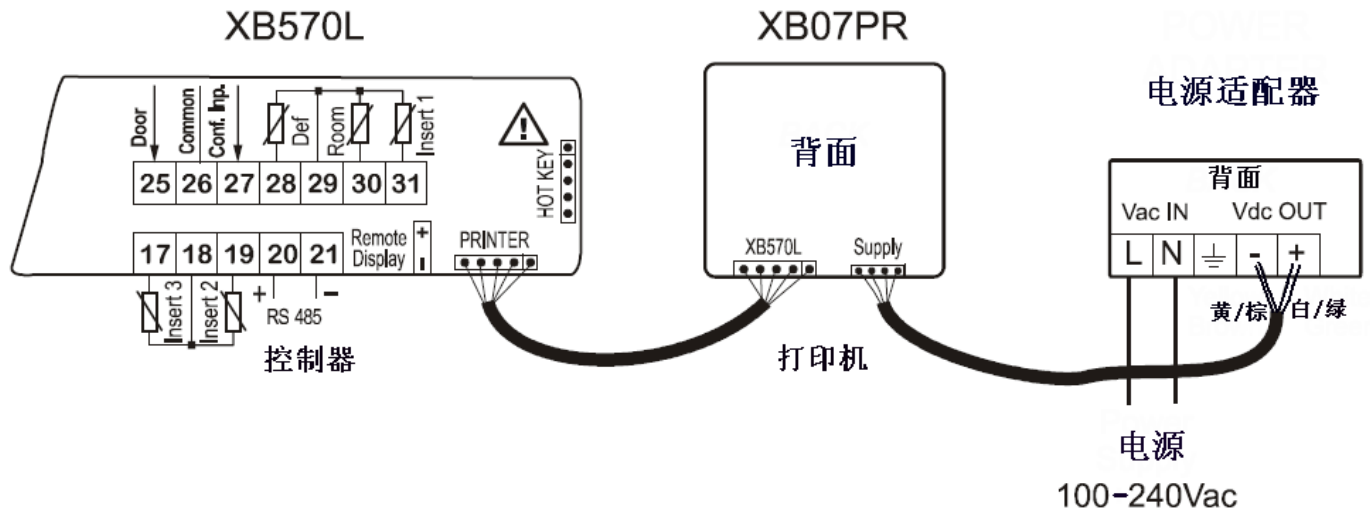 XB570L
XB07PR
电源适配器
Door
Common
Conf. Inp.
Def
Room
Insert 1
25 26 27 28 29 30 31
HOT KEY
17 18 19 20 21
Remote
Display
+
-
PRINTER
Insert 3
Insert 2
+ -
RS 485
控制器
背面
XB570L
Supply
打印机
背面
Vac IN Vdc OUT
L N - +
黄/棕 白/绿
电源
100-240Vac